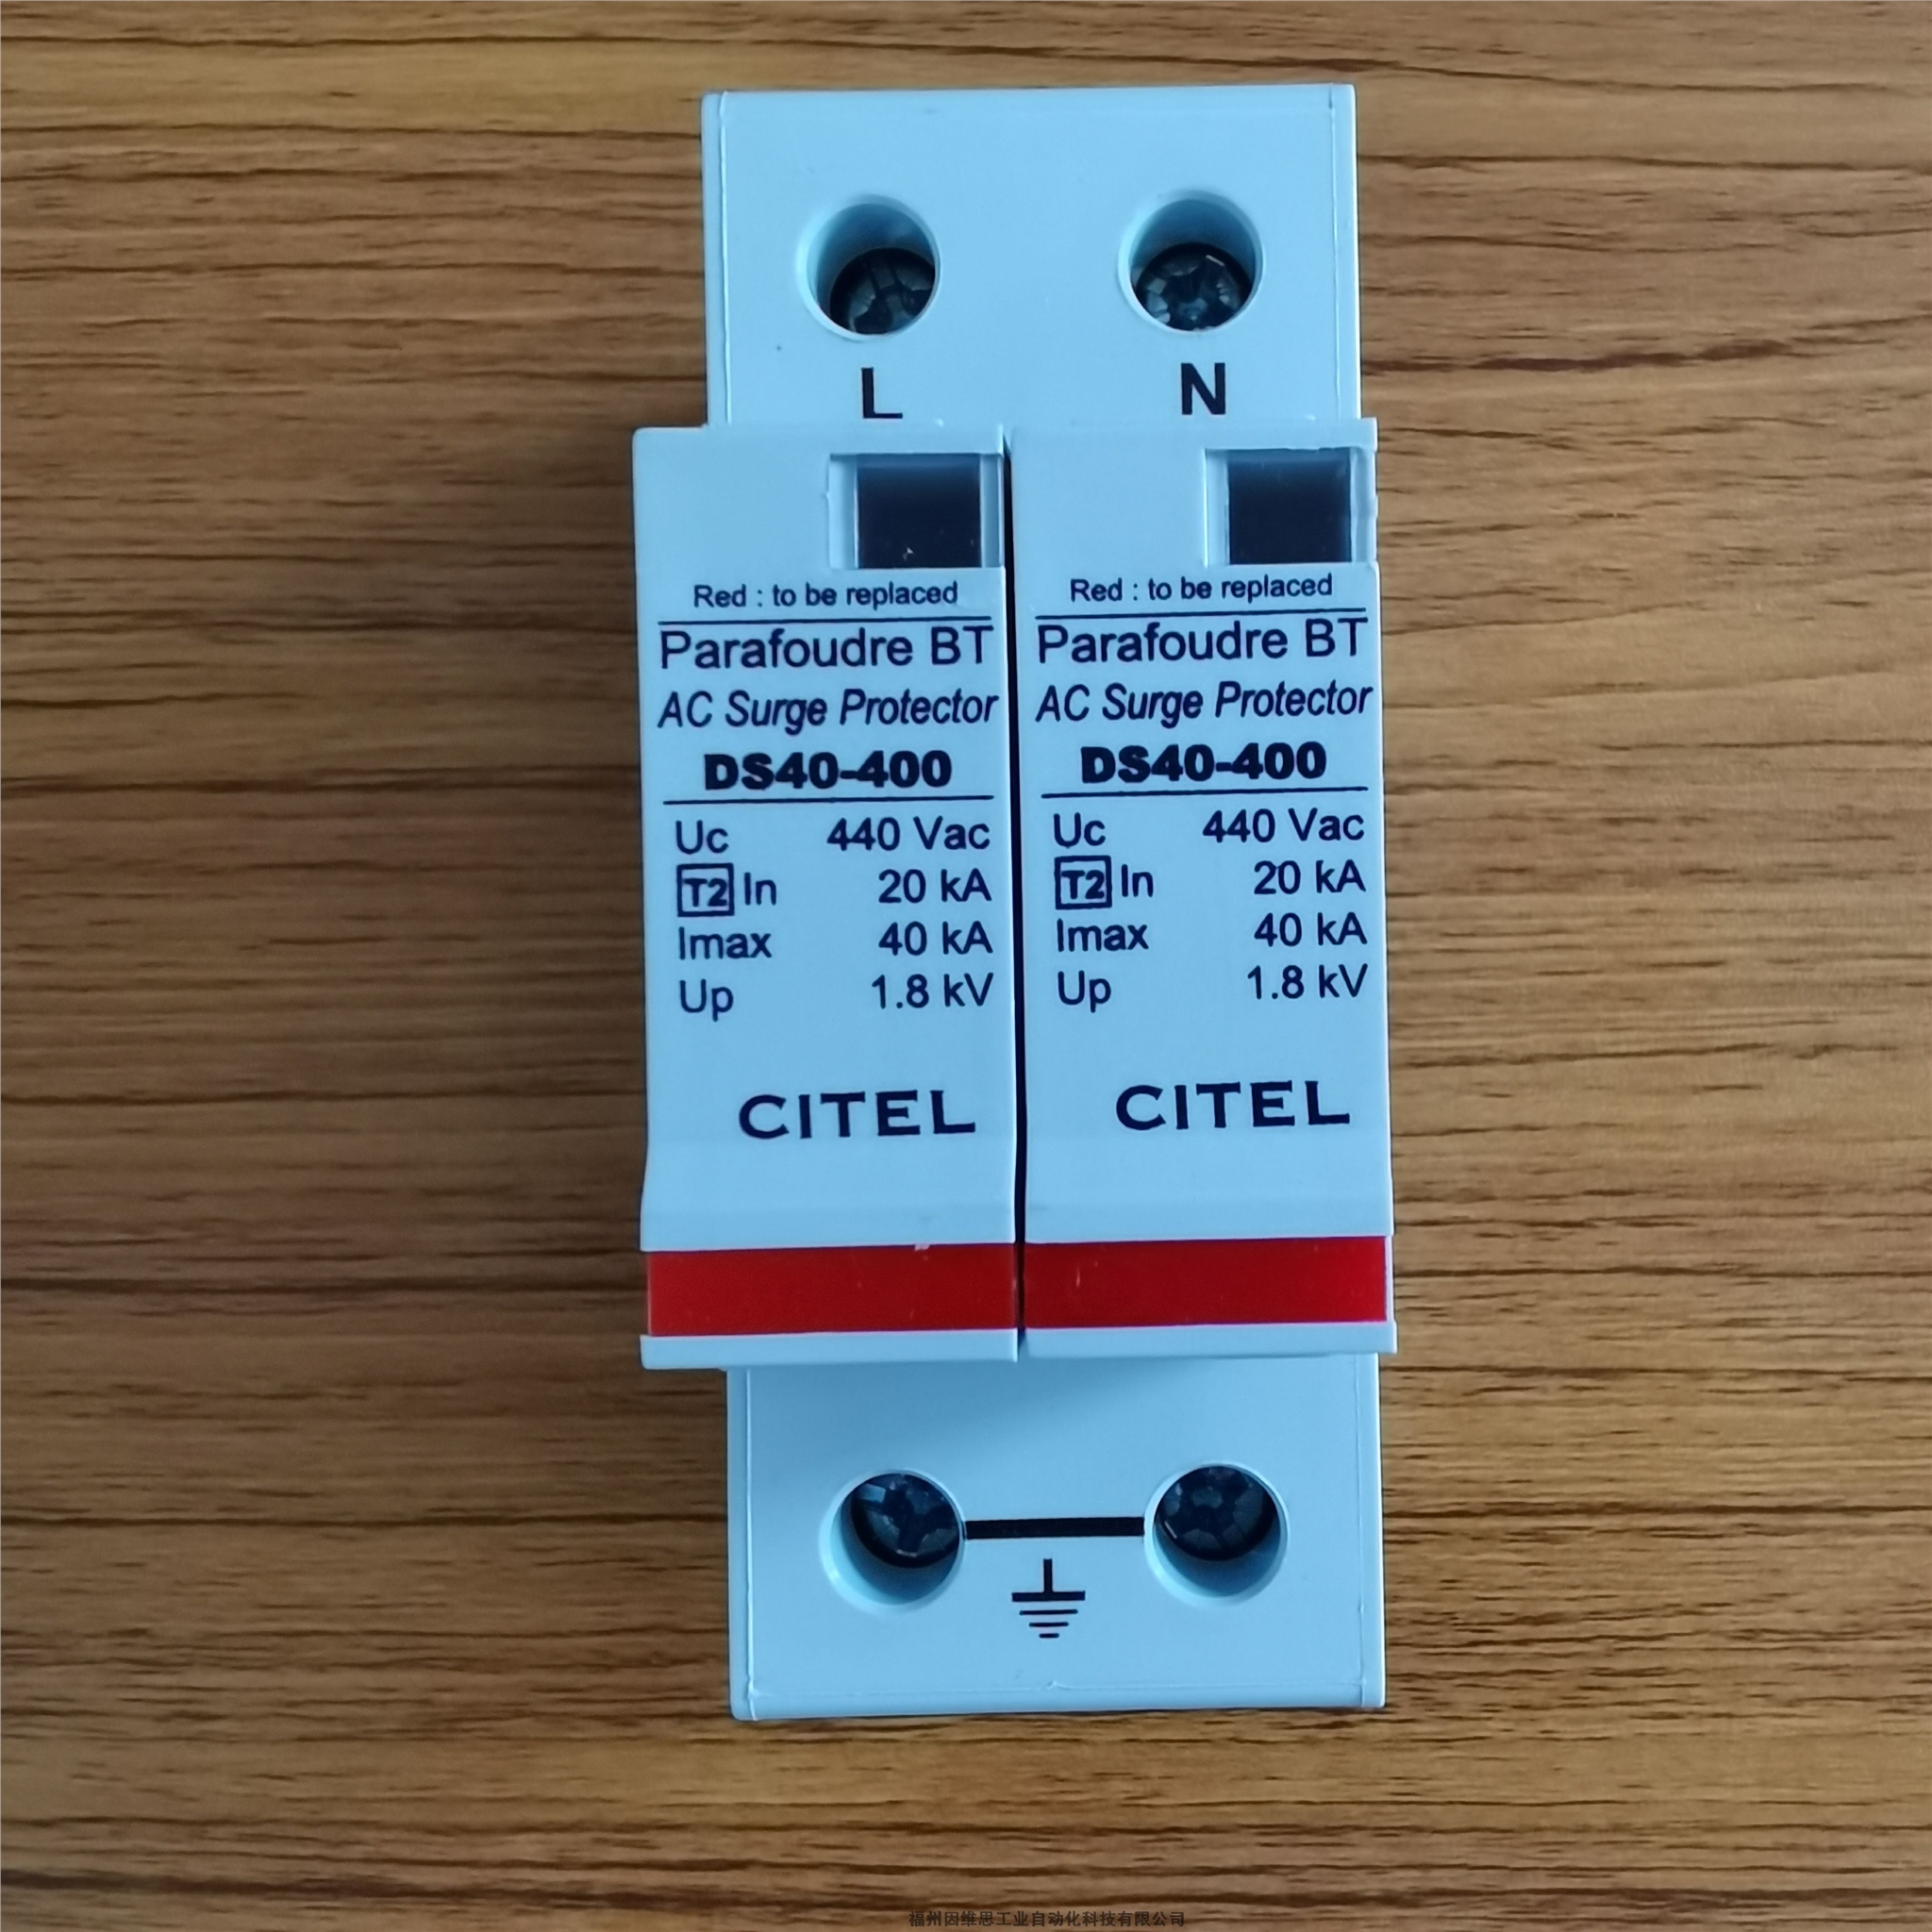 L N
Red : to be replaced
Parafoudre BT
AC Surge Protector
DS40-400
Uc 440 Vac
T2 In 20 kA
Imax 40 kA
Up 1.8 kV
CITEL
Red : to be replaced
Parafoudre BT
AC Surge Protector
DS40-400
Uc 440 Vac
T2 In 20 kA
Imax 40 kA
Up 1.8 kV
CITEL
福州因维思工业自动化科技有限公司